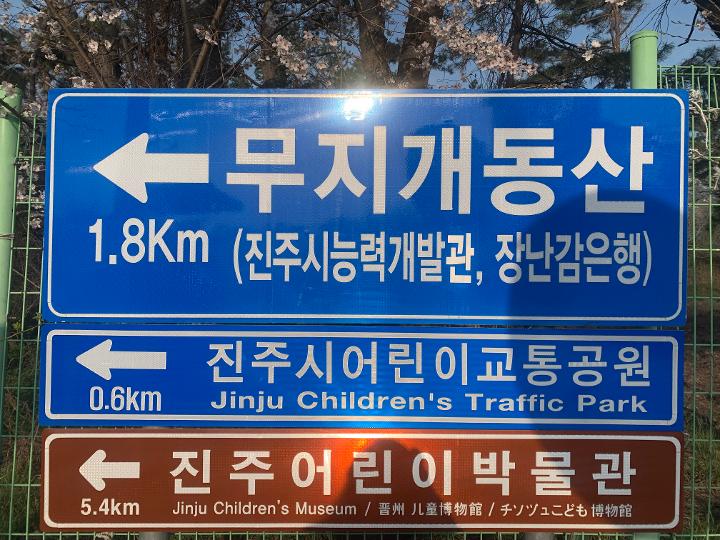 무지개동산
1.8Km (진주시능력개발관, 장난감은행)
진주시어린이교통공원
0.6km Jinju Children's Traffic Park
진주어린이박물관
5.4km Jinju Children's Museum / 晋州 儿童博物館 / チソヅュこども博物館